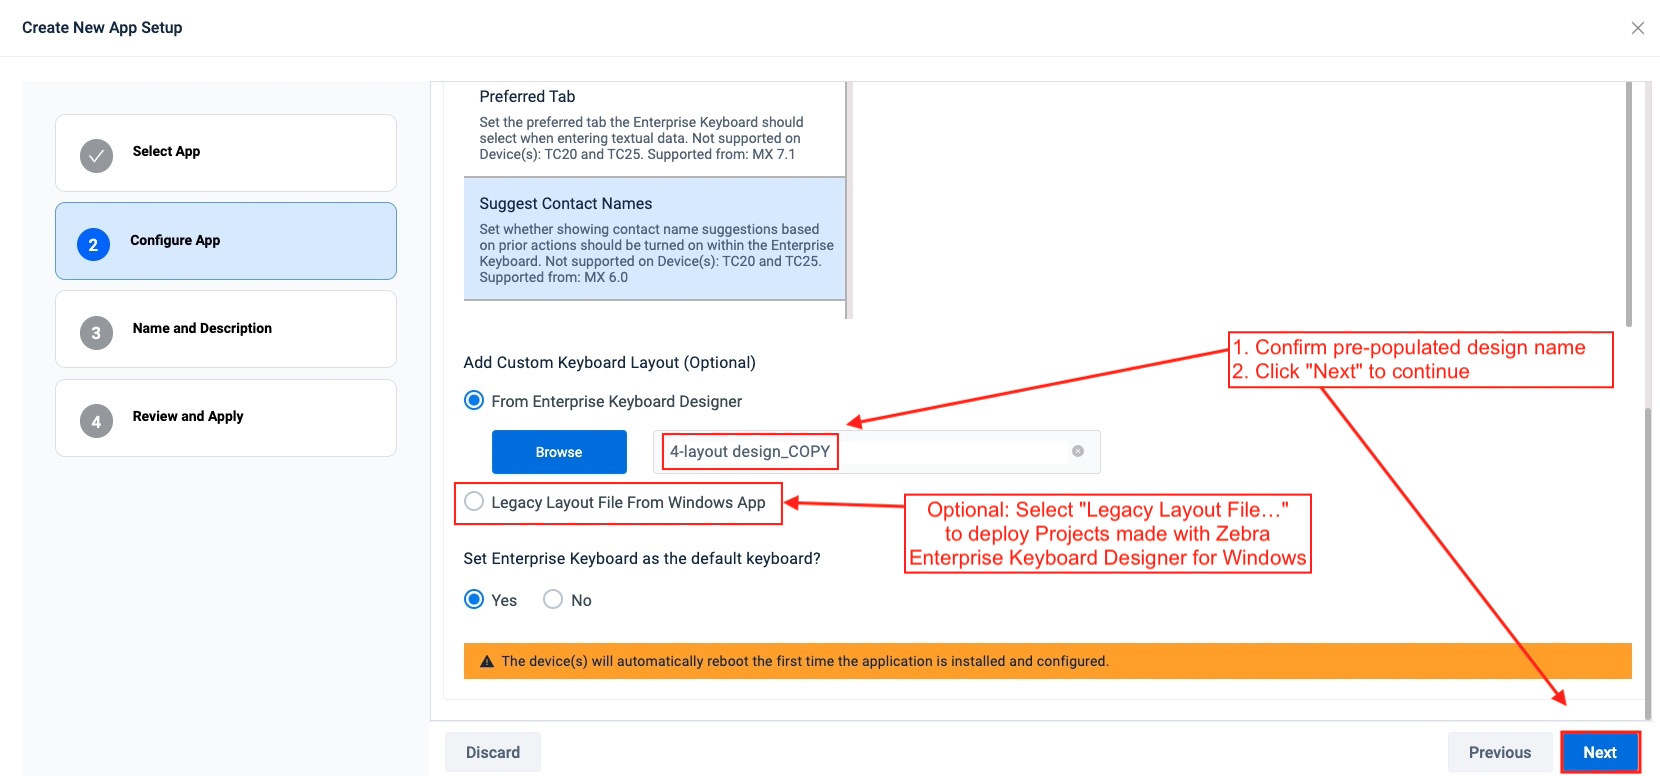 Create New App Setup
Select App
2
Configure App
3
Name and Description
4
Review and Apply
Preferred Tab
Set the preferred tab the Enterprise Keyboard should
select when entering textual data. Not supported on
Device(s): TC20 and TC25. Supported from: MX 7.1
Suggest Contact Names
Set whether showing contact name suggestions based
on prior actions should be turned on within the Enterprise
Keyboard. Not supported on Device(s): TC20 and TC25.
Supported from: MX 6.0
1. Confirm pre-populated design name
2. Click "Next" to continue
Add Custom Keyboard Layout (Optional)
From Enterprise Keyboard Designer
Browse
4-layout design_COPY
Legacy Layout File From Windows App
Optional: Select "Legacy Layout File…"
to deploy Projects made with Zebra
Enterprise Keyboard Designer for Windows
Set Enterprise Keyboard as the default keyboard?
Yes
No
The device(s) will automatically reboot the first time the application is installed and configured.
Discard
Previous
Next